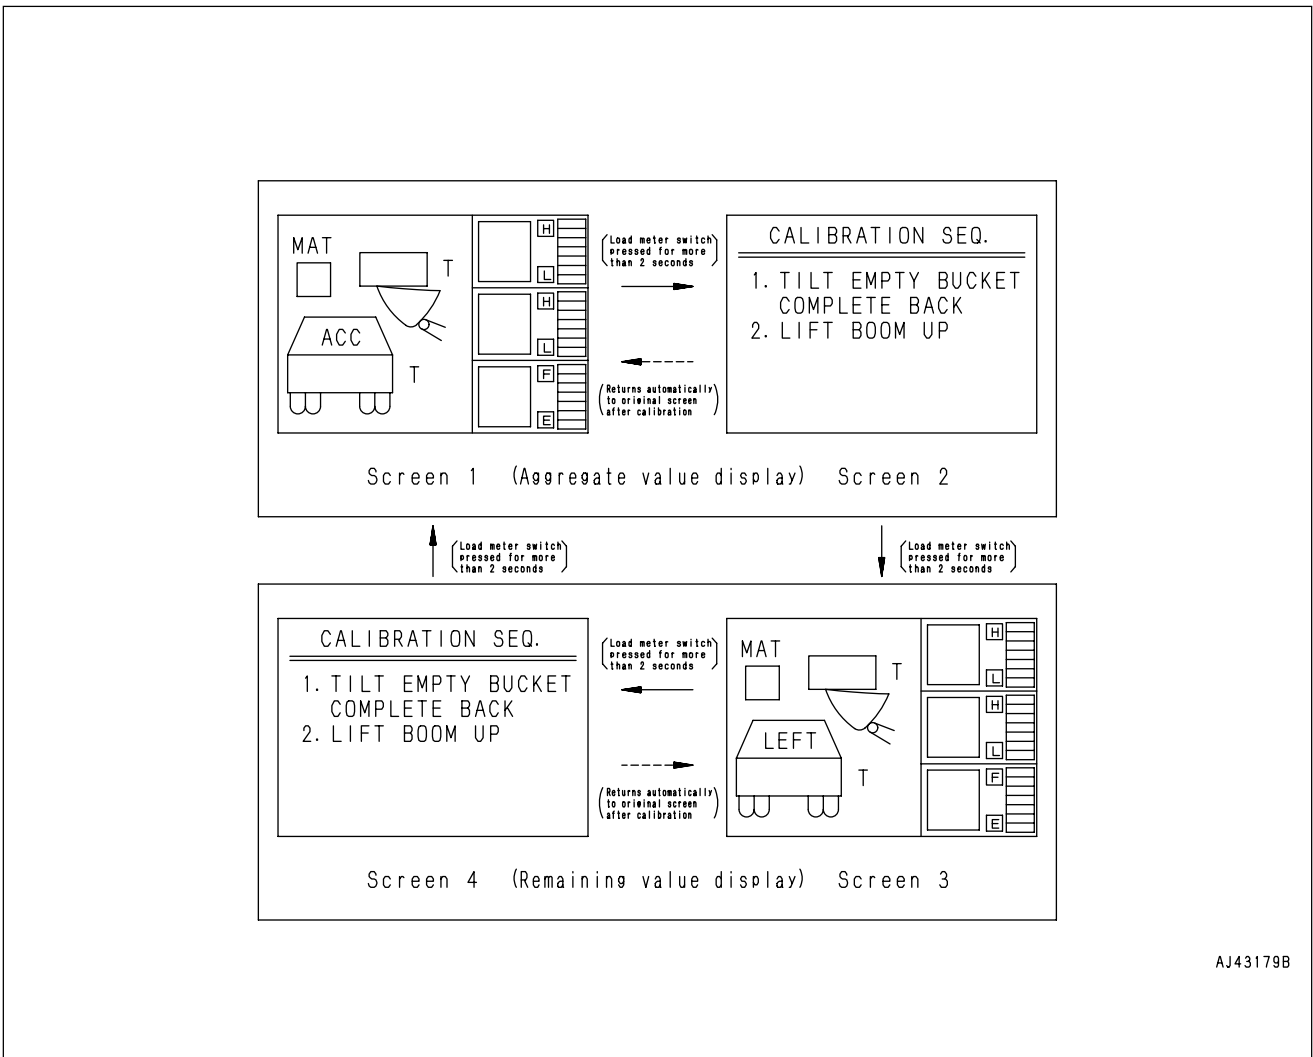 MAT
T
ACC
T
H
L
H
L
F
E
(Load meter switch
pressed for more
than 2 seconds)
(Returns automatically
to original screen
after calibration)
CALIBRATION SEQ.
1. TILT EMPTY BUCKET
COMPLETE BACK
2. LIFT BOOM UP
Screen 1 (Aggregate value display) Screen 2
(Load meter switch
pressed for more
than 2 seconds)
(Load meter switch
pressed for more
than 2 seconds)
CALIBRATION SEQ.
1. TILT EMPTY BUCKET
COMPLETE BACK
2. LIFT BOOM UP
(Load meter switch
pressed for more
than 2 seconds)
(Returns automatically
to original screen
after calibration)
MAT
T
LEFT
T
H
L
H
L
F
E
Screen 4 (Remaining value display) Screen 3
AJ43179B